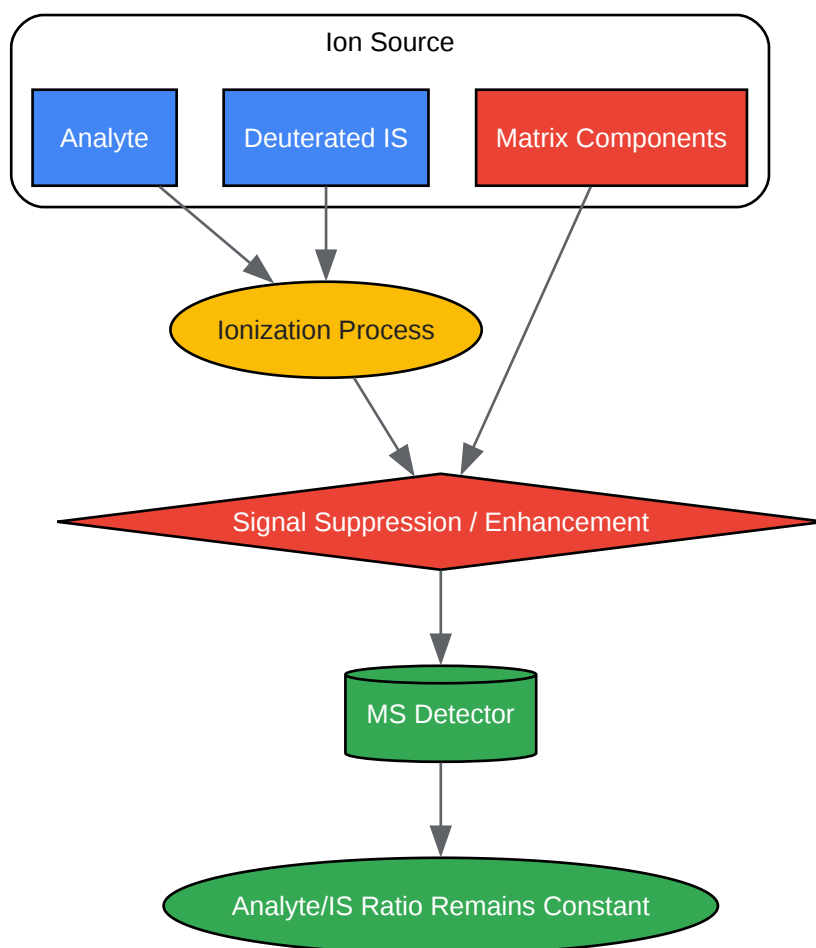 Ion Source
Analyte
Deuterated IS
Matrix Components
Ionization Process
Signal Suppression / Enhancement
MS Detector
Analyte/IS Ratio Remains Constant